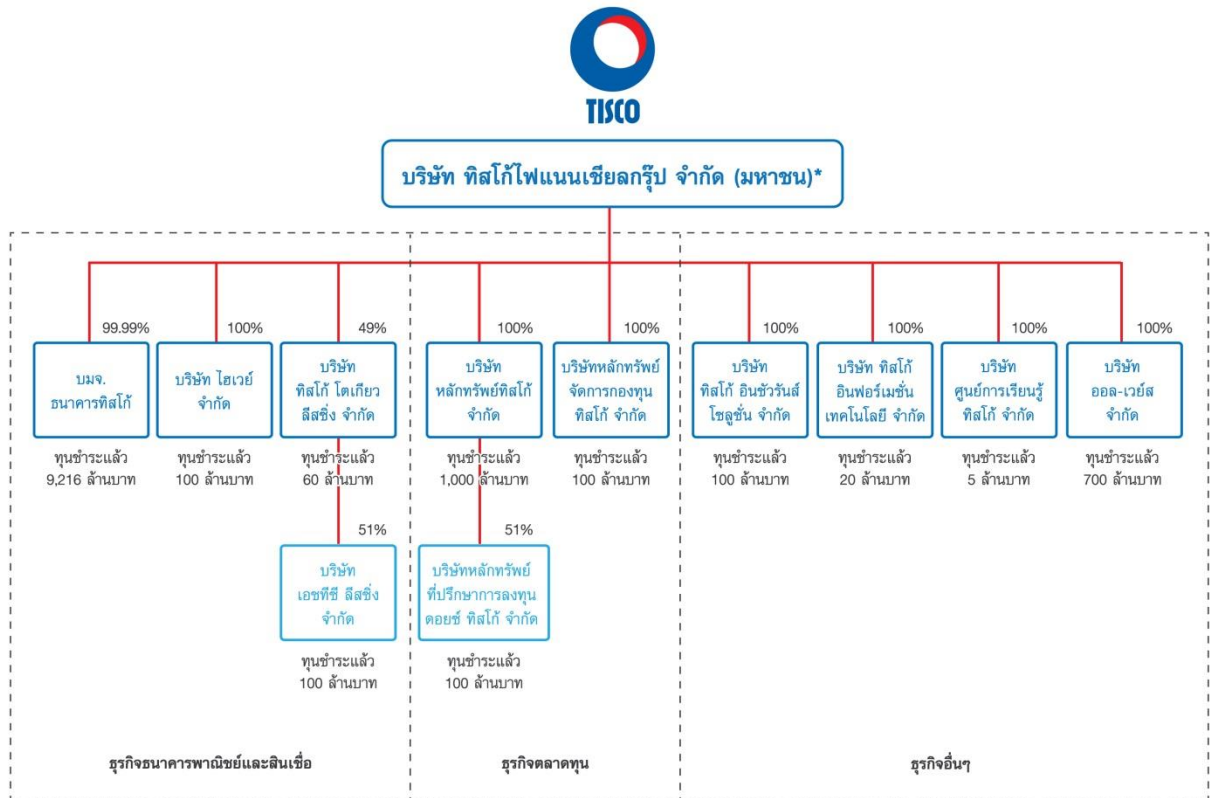 TISCO
บริษัท ทิสโก้ไฟแนนเชียลกรุ๊ป จำกัด (มหาชน)*
99.99%
บมจ.
ธนาคารทิสโก้
ทุนชำระแล้ว
9,216 ล้านบาท
100%
บริษัท ไฮเวย์
จำกัด
ทุนชำระแล้ว
100 ล้านบาท
49%
บริษัท
ทิสโก้ โตเกียว
ลีสซิ่ง จำกัด
ทุนชำระแล้ว
60 ล้านบาท
51%
บริษัท
เอชทีซี ลีสซิ่ง
จำกัด
ทุนชำระแล้ว
100 ล้านบาท
ธุรกิจธนาคารพาณิชย์และสินเชื่อ
100%
บริษัท
หลักทรัพย์ทิสโก้
จำกัด
ทุนชำระแล้ว
1,000 ล้านบาท
51%
บริษัทหลักทรัพย์
ที่ปรึกษาการลงทุน
ดอยช์ ทิสโก้ จำกัด
ทุนชำระแล้ว
100 ล้านบาท
100%
บริษัทหลักทรัพย์
จัดการกองทุน
ทิสโก้ จำกัด
ทุนชำระแล้ว
100 ล้านบาท
ธุรกิจตลาดทุน
100%
บริษัท
ทิสโก้ อินชัวรันส์
โซลูชั่น จำกัด
ทุนชำระแล้ว
100 ล้านบาท
100%
บริษัท ทิสโก้
อินฟอร์เมชั่น
เทคโนโลยี จำกัด
ทุนชำระแล้ว
20 ล้านบาท
100%
บริษัท
ศูนย์การเรียนรู้
ทิสโก้ จำกัด
ทุนชำระแล้ว
5 ล้านบาท
100%
บริษัท
ออล-เวย์ส
จำกัด
ทุนชำระแล้ว
700 ล้านบาท
ธุรกิจอื่นๆ